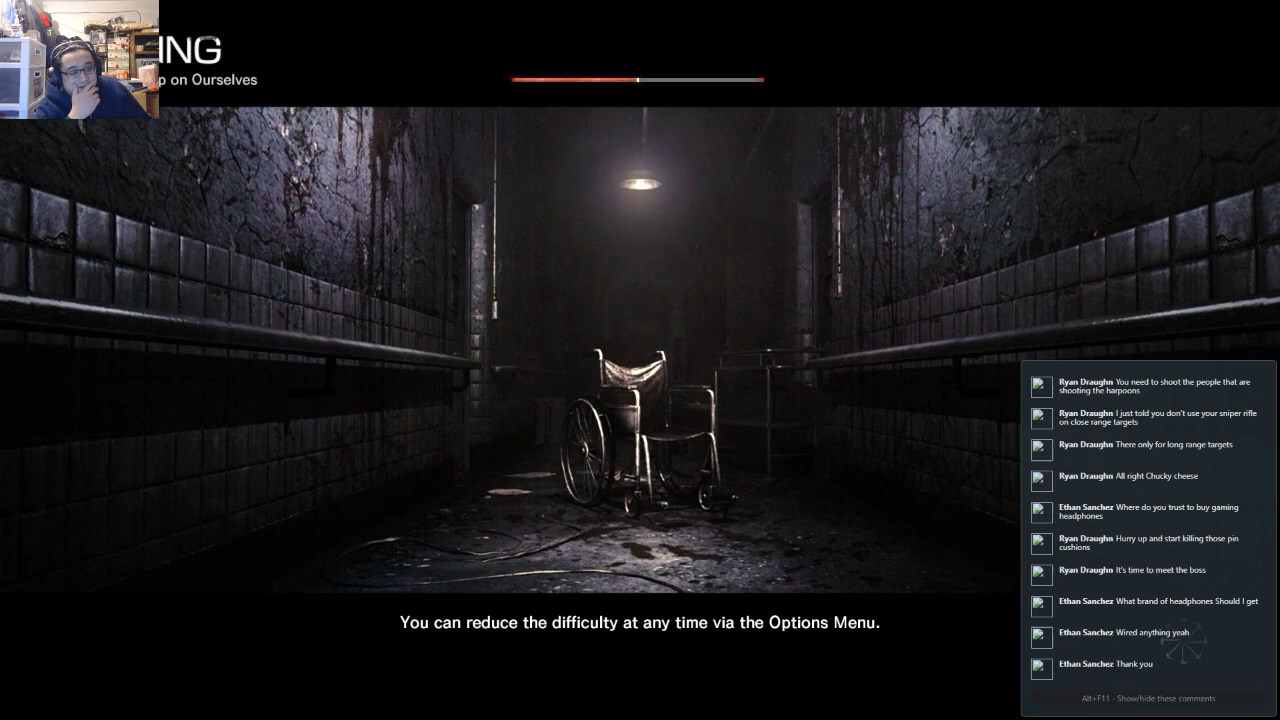 ING
p on Ourselves
You can reduce the difficulty at any time via the Options Menu.
Ryan Draughn You need to shoot the people that are
shooting the harpoons
Ryan Draughn I just told you don't use your sniper rifle
on close range targets
Ryan Draughn There only for long range targets
Ryan Draughn All right Chucky cheese
Ethan Sanchez Where do you trust to buy gaming
headphones
Ryan Draughn Hurry up and start killing those pin
cushions
Ryan Draughn It's time to meet the boss
Ethan Sanchez What brand of headphones Should I get
Ethan Sanchez Wired anything yeah
Ethan Sanchez Thank you
Alt+F11 - Show/hide these comments